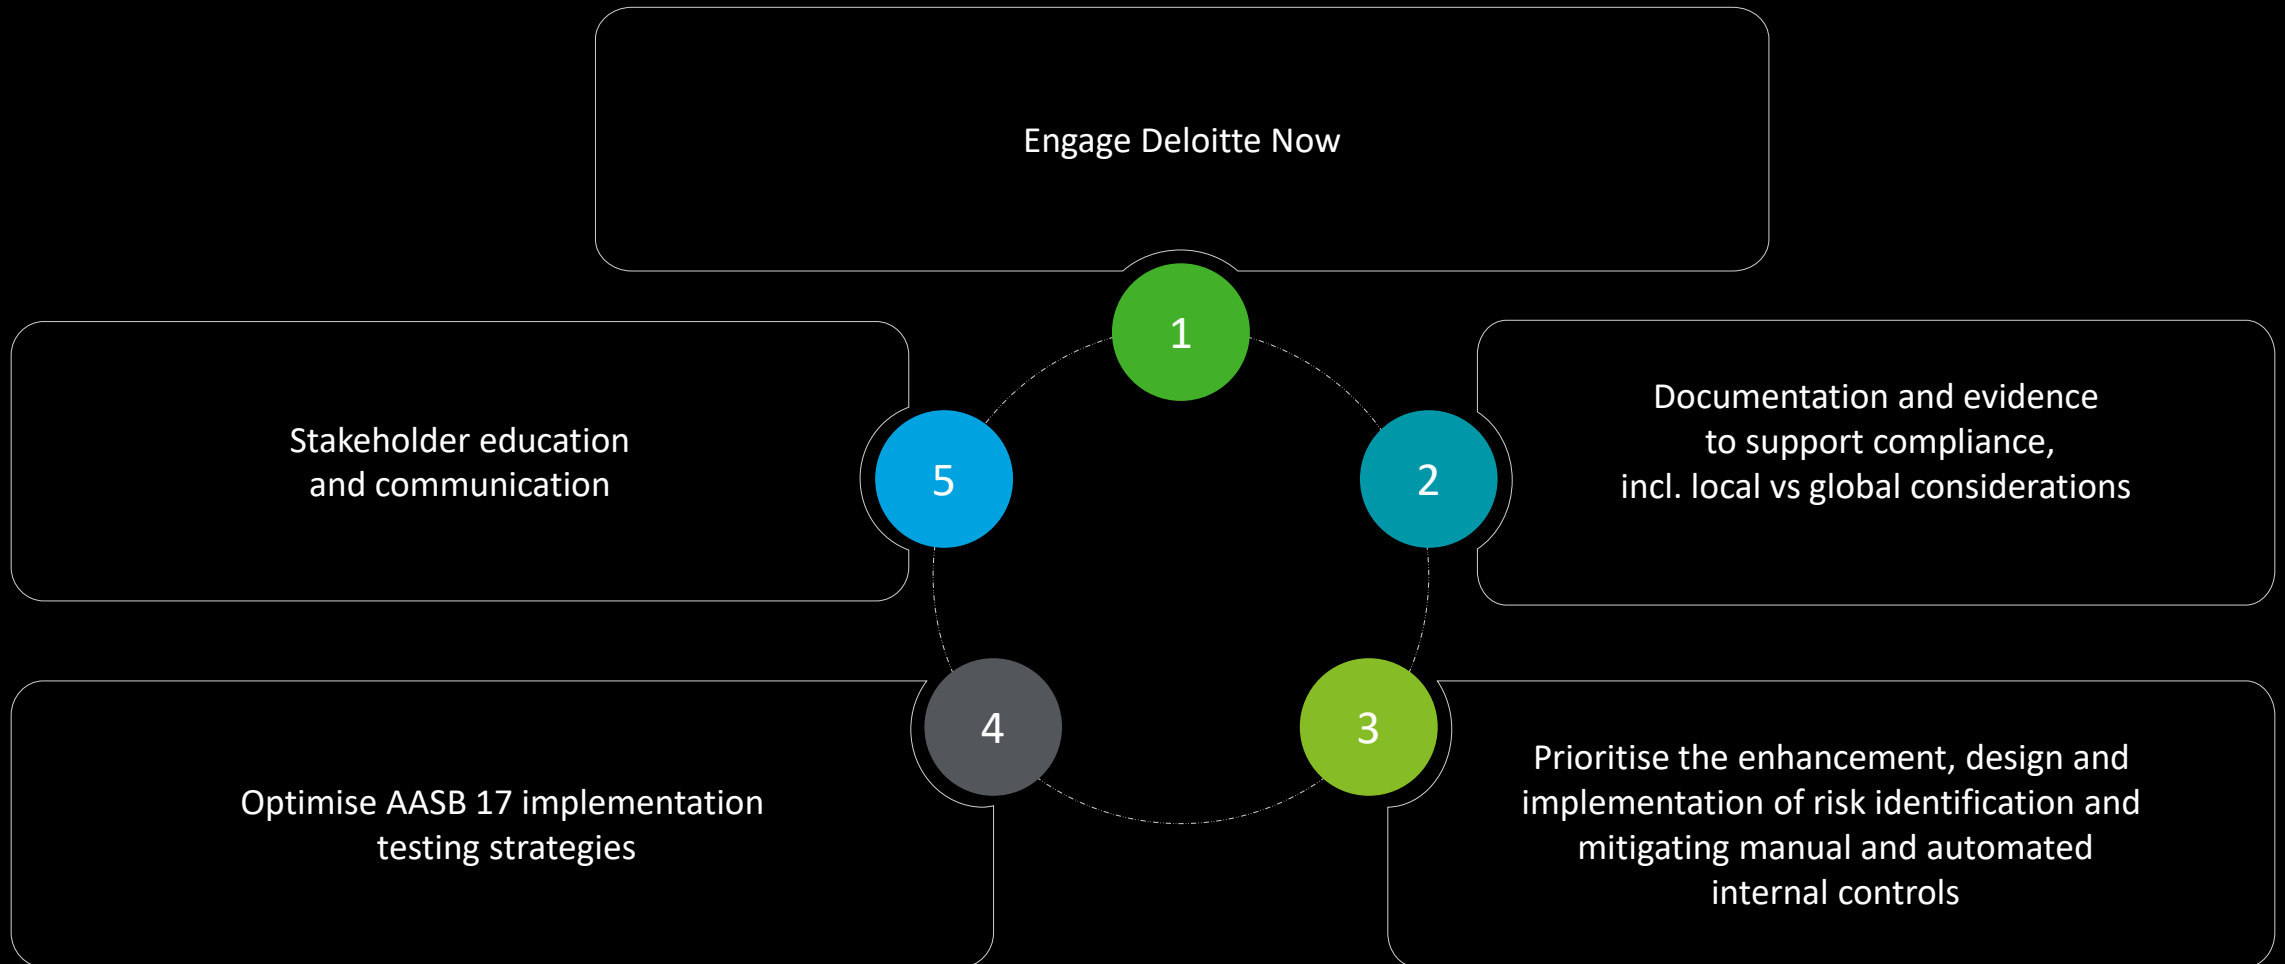 Engage Deloitte Now
1
Documentation and evidence
to support compliance,
incl. local vs global considerations
2
Prioritise the enhancement, design and
implementation of risk identification and
mitigating manual and automated
internal controls
3
Optimise AASB 17 implementation
testing strategies
4
Stakeholder education
and communication
5